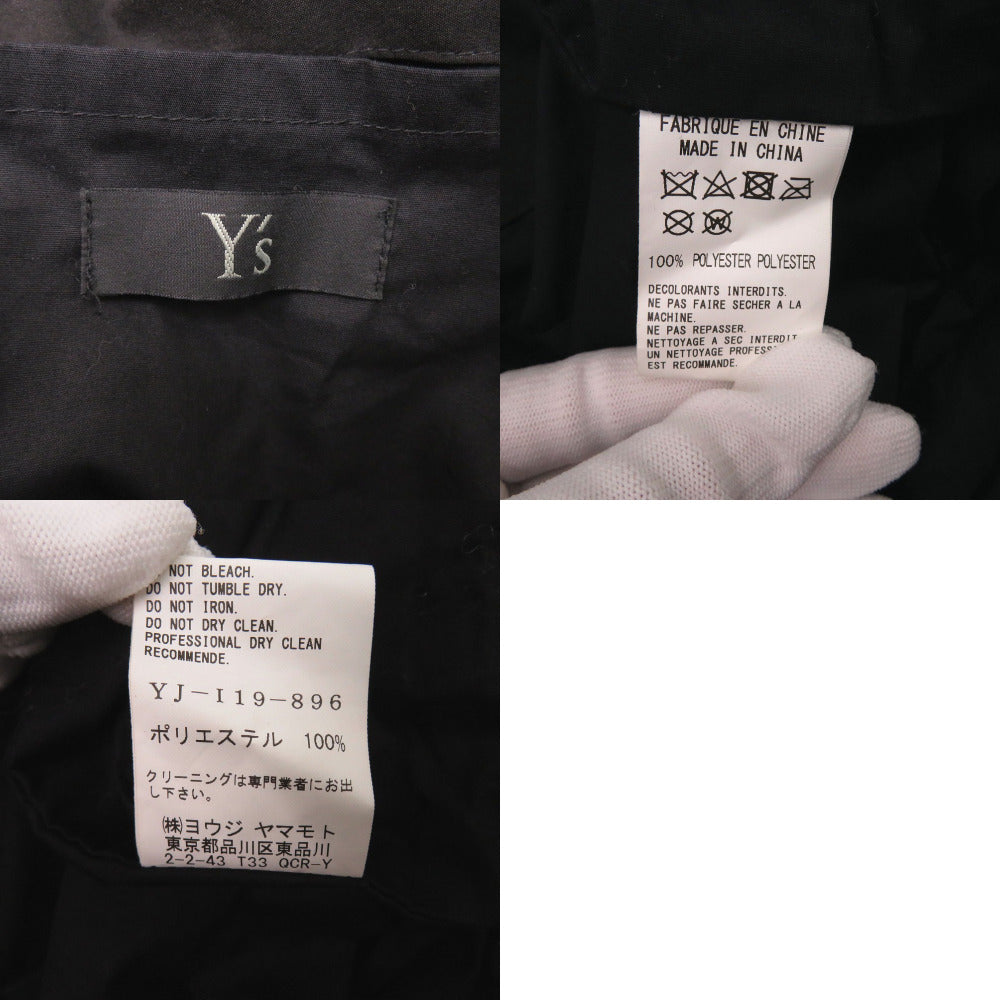 Y's
FABRIQUE EN CHINE
MADE IN CHINA
W
100% POLYESTER POLYESTER
DECOLORANTS INTERDITS.
NE PAS FAIRE SECHER A LA
MACHINE.
NE PAS REPASSER.
NETTOYAGE A SEC INTERDIT
UN NETTOYAGE PROFESS
EST RECOMMANDE.
NOT BLEACH.
DO NOT TUMBLE DRY.
DO NOT IRON.
DO NOT DRY CLEAN.
PROFESSIONAL DRY CLEAN
RECOMMENDE.
YJ-I19-896
ポリエステル 100%
クリーニングは専門業者にお出
し下さい。
㈱ヨウジ ヤマモト
東京都品川区東品川
2-2-43 T33 QCR-Y